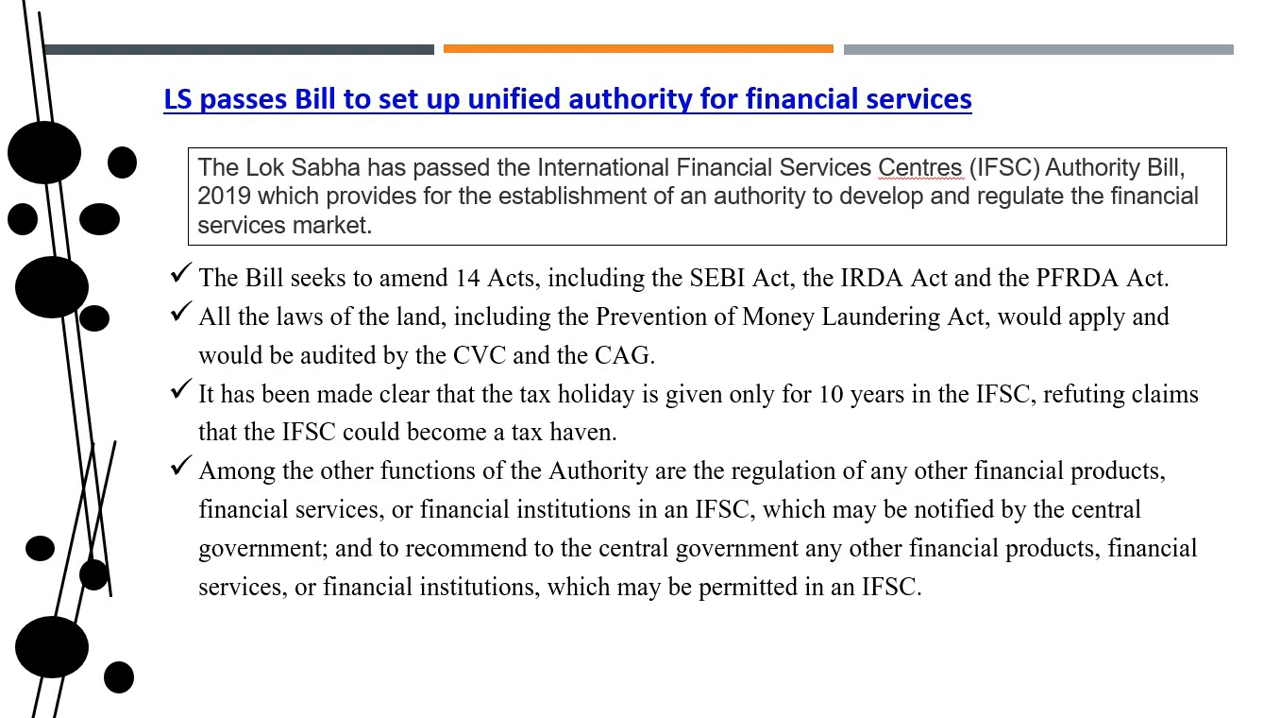 LS passes Bill to set up unified authority for financial services
The Lok Sabha has passed the International Financial Services Centres (IFSC) Authority Bill,
2019 which provides for the establishment of an authority to develop and regulate the financial
services market.
✓ The Bill seeks to amend 14 Acts, including the SEBI Act, the IRDA Act and the PFRDA Act.
✓ All the laws of the land, including the Prevention of Money Laundering Act, would apply and
would be audited by the CVC and the CAG.
✓ It has been made clear that the tax holiday is given only for 10 years in the IFSC, refuting claims
that the IFSC could become a tax haven.
✓ Among the other functions of the Authority are the regulation of any other financial products,
financial services, or financial institutions in an IFSC, which may be notified by the central
government; and to recommend to the central government any other financial products, financial
services, or financial institutions, which may be permitted in an IFSC.